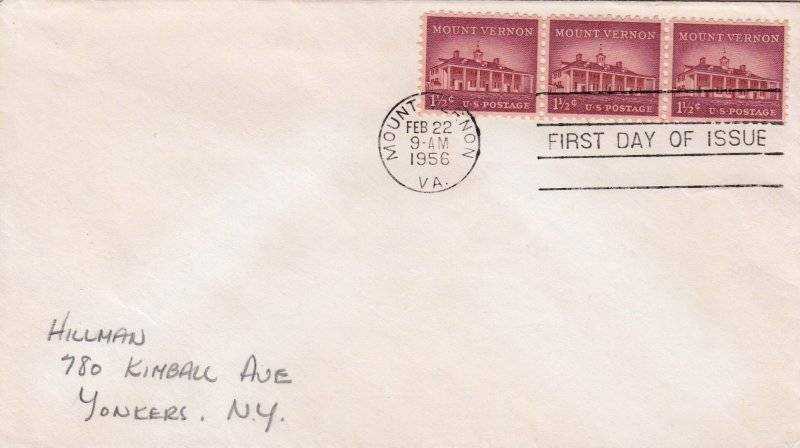 MOUNT VERNON MOUNT VERNON MOUNT VERNON
1½¢ U·S·POSTAGE 1½¢ U·S·POSTAGE 1½¢ U·S·POSTAGE
MOUNT VERNON
FEB 22
9-AM
1956
VA.
FIRST DAY OF ISSUE
HILLMAN
780 KIMBALL AVE
YONKERS. N.Y.